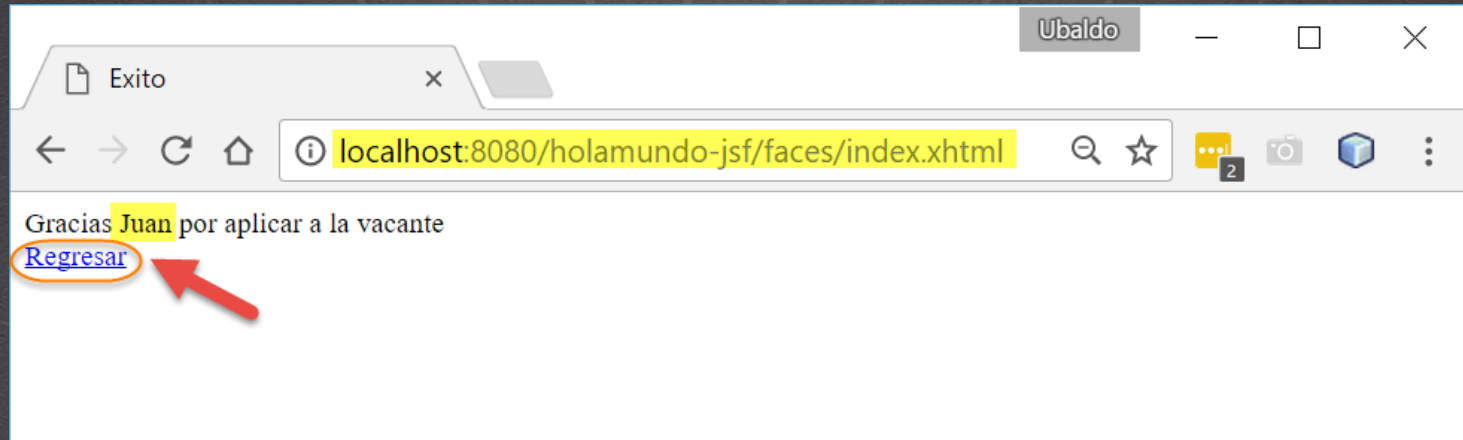 Ubaldo
Exito
localhost:8080/holamundo-jsf/faces/index.xhtml
2
Gracias Juan por aplicar a la vacante
Regresar